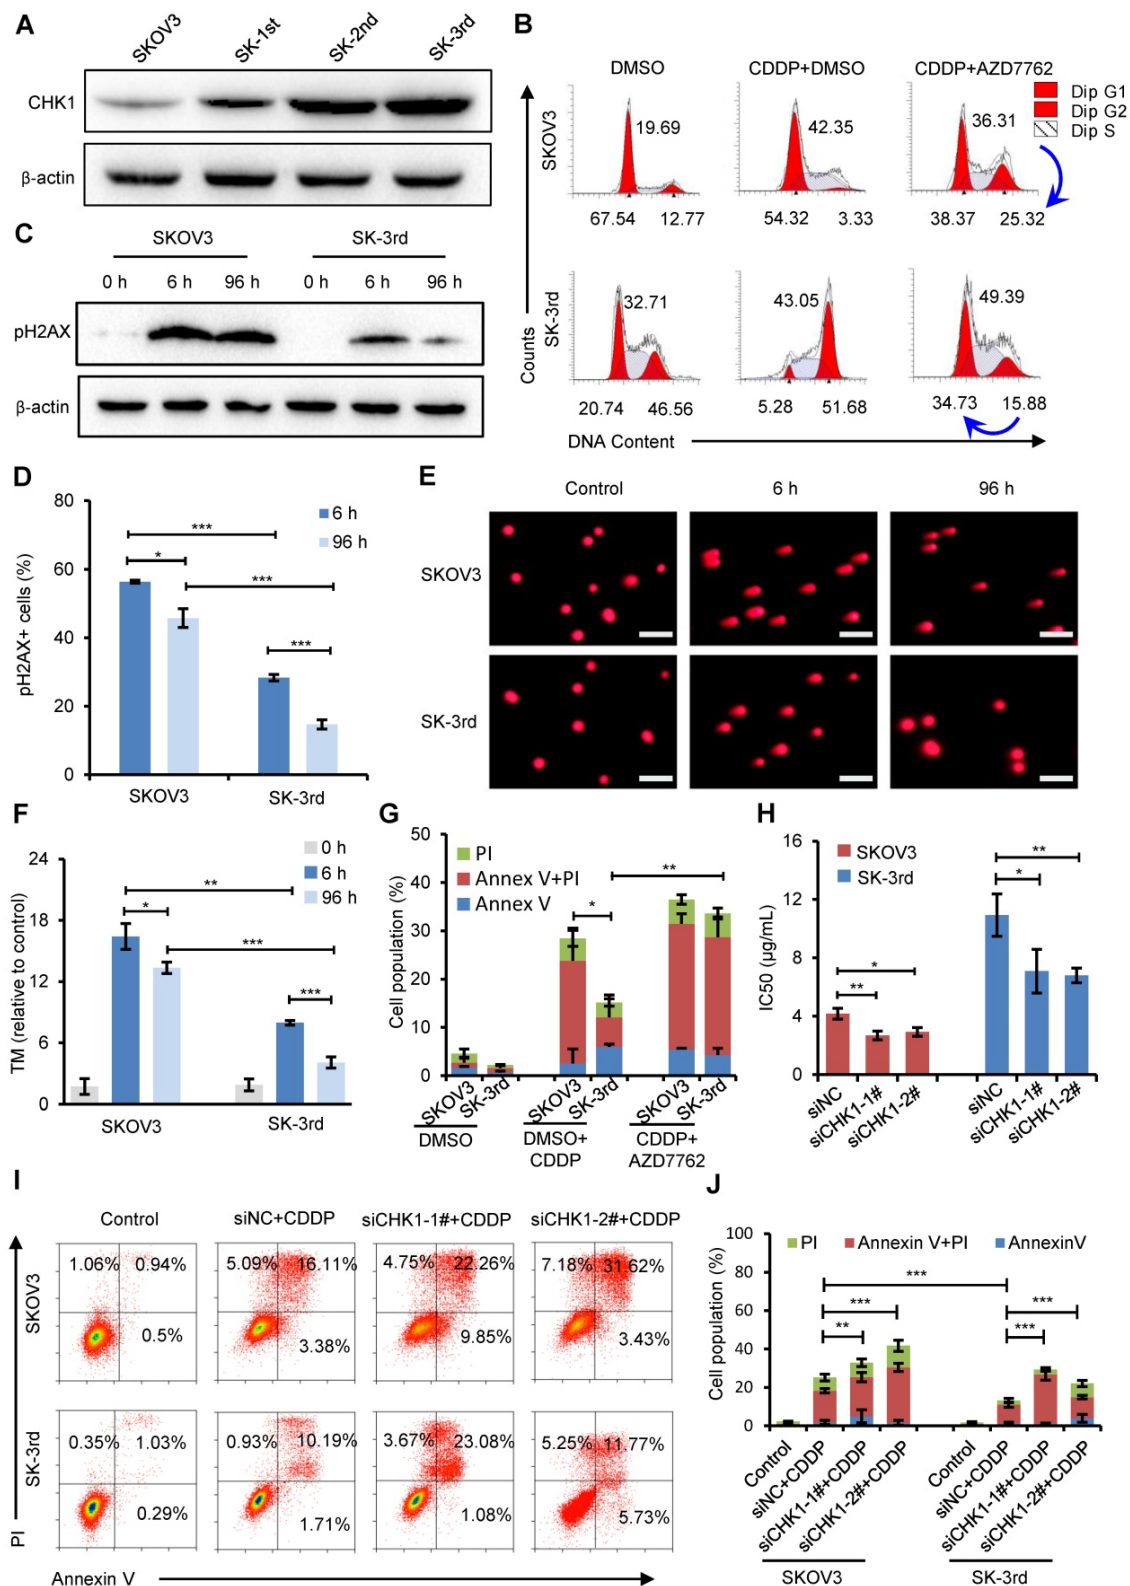 A
SKOV3 SK-1st SK-2nd SK-3rd
CHK1
β-actin
B
DMSO CDDP+DMSO CDDP+AZD7762
Dip G1
Dip G2
Dip S
SKOV3
19.69 42.35 36.31
67.54 12.77 54.32 3.33 38.37 25.32
SK-3rd
32.71 43.05 49.39
20.74 46.56 5.28 51.68 34.73 15.88
Counts
DNA Content
C
SKOV3 SK-3rd
0 h 6 h 96 h 0 h 6 h 96 h
pH2AX
β-actin
D
80
60
40
20
0
pH2AX+ cells (%)
6 h
96 h
***
*
***
***
SKOV3 SK-3rd
E
Control 6 h 96 h
SKOV3
SK-3rd
F
24
18
12
6
0
TM (relative to control)
0 h
6 h
96 h
**
*
***
***
SKOV3 SK-3rd
G
50
40
30
20
10
0
Cell population (%)
PI
Annex V+PI
Annex V
**
*
SKOV3 SK-3rd SKOV3 SK-3rd SKOV3 SK-3rd
DMSO DMSO+ CDDP+
CDDP AZD7762
H
16
12
8
4
0
IC50 (μg/mL)
SKOV3
SK-3rd
**
*
*
**
siNC siCHK1-1# siCHK1-2# siNC siCHK1-1# siCHK1-2#
I
Control siNC+CDDP siCHK1-1#+CDDP siCHK1-2#+CDDP
SKOV3
1.06% 0.94% 5.09% 16.11% 4.75% 22.26% 7.18% 31.62%
0.5% 3.38% 9.85% 3.43%
SK-3rd
0.35% 1.03% 0.93% 10.19% 3.67% 23.08% 5.25% 11.77%
0.29% 1.71% 1.08% 5.73%
PI
Annexin V
J
100
80
60
40
20
0
Cell population (%)
PI Annexin V+PI AnnexinV
***
***
**
***
***
Control siNC+CDDP siCHK1-1#+CDDP siCHK1-2#+CDDP Control siNC+CDDP siCHK1-1#+CDDP siCHK1-2#+CDDP
SKOV3 SK-3rd